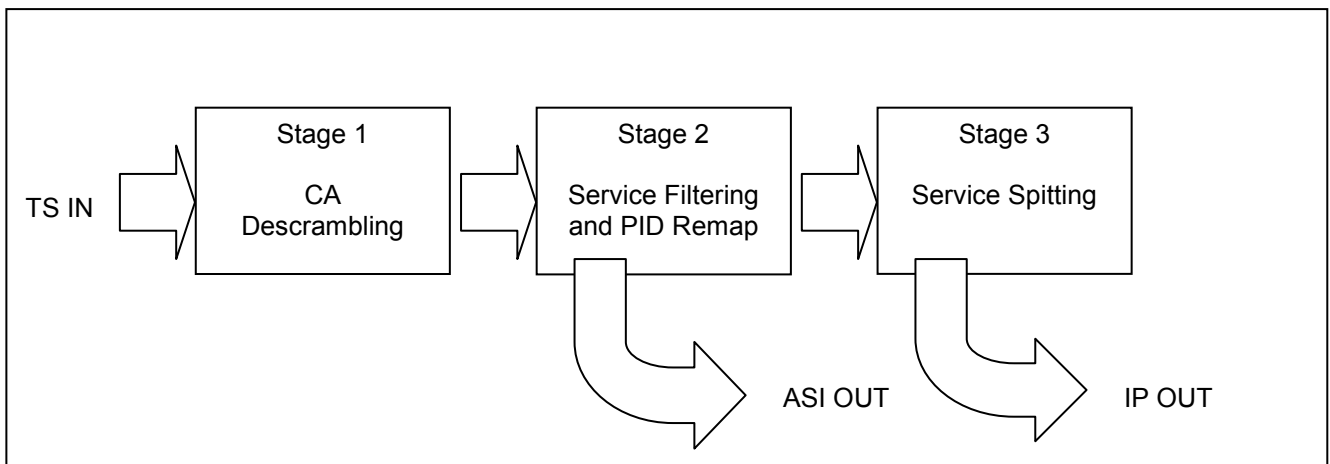 TS IN
Stage 1
CA
Descrambling
Stage 2
Service Filtering
and PID Remap
Stage 3
Service Spitting
ASI OUT
IP OUT